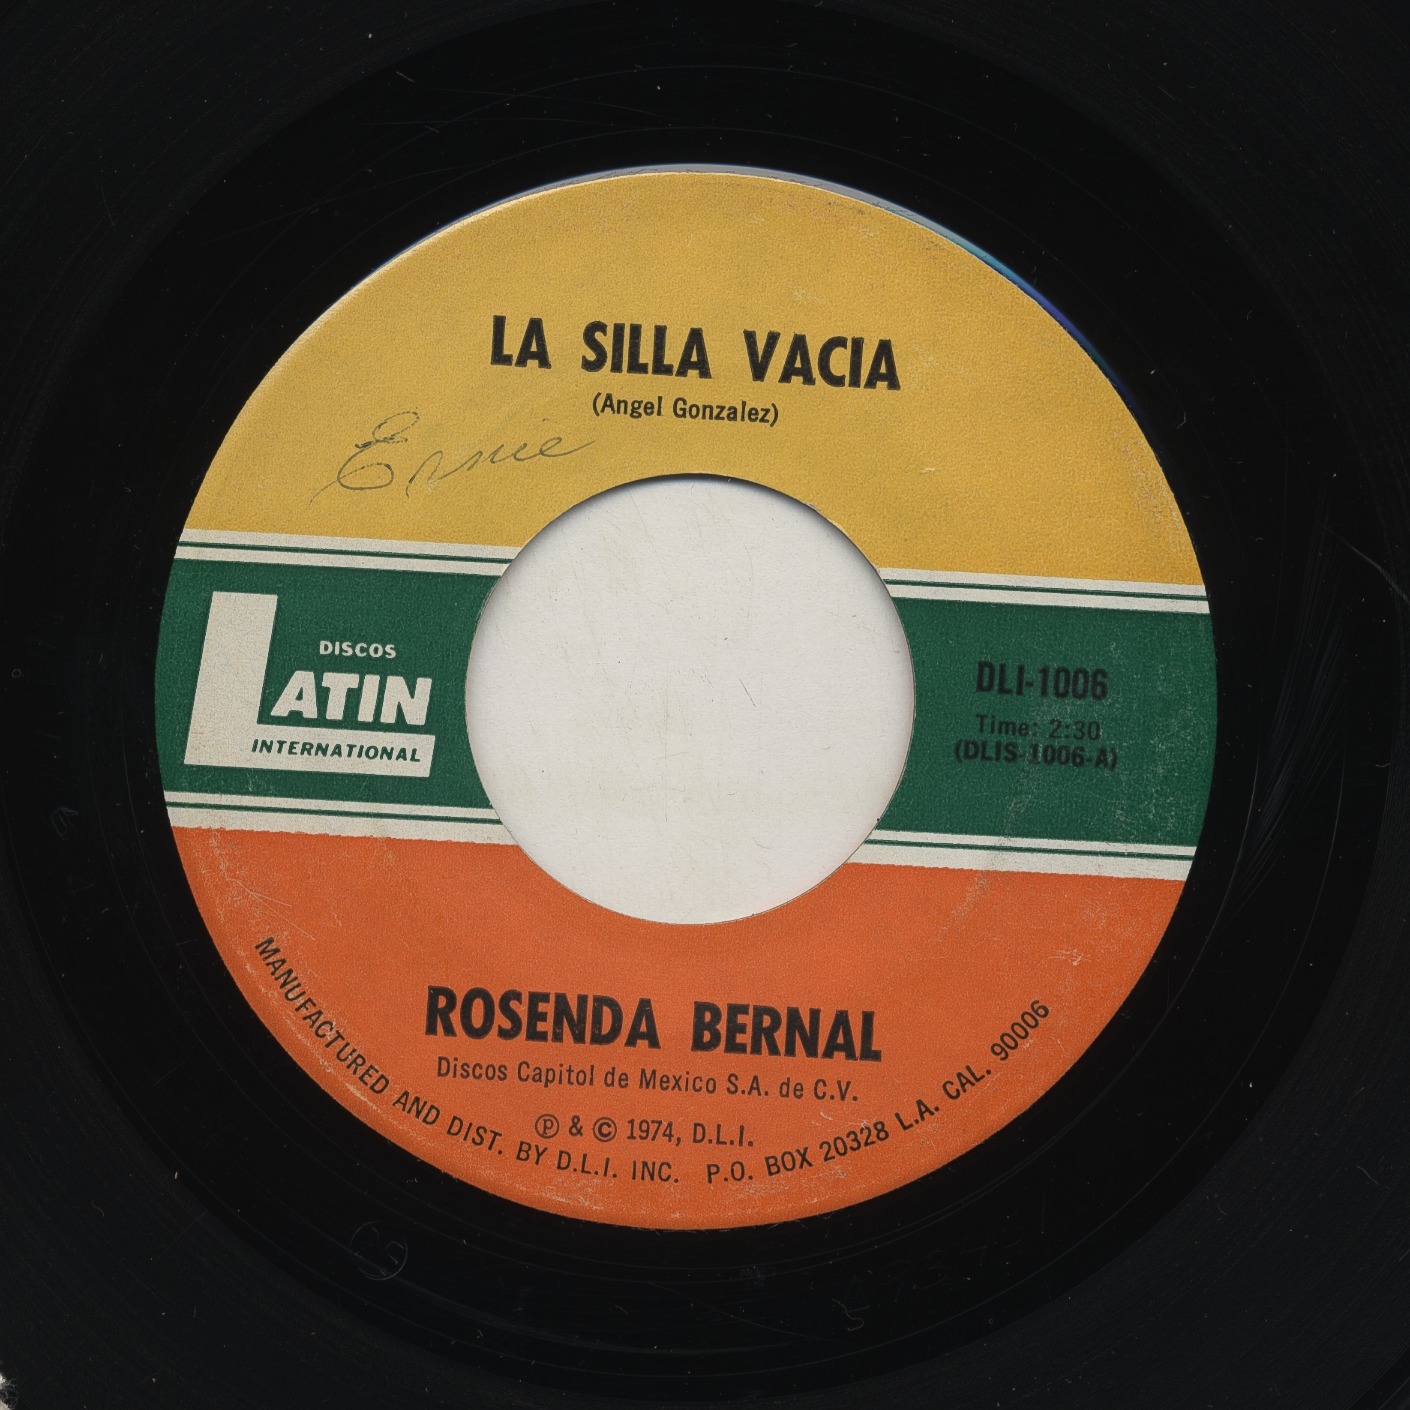 LA SILLA VACIA
(Angel Gonzalez)
Ernie
DISCOS
LATIN
INTERNATIONAL
DLI-1006
Time: 2:30
(DLIS-1006-A)
ROSENDA BERNAL
Discos Capitol de Mexico S.A. de C.V.
Ⓟ & © 1974, D.L.I.
MANUFACTURED AND DIST. BY D.L.I. INC. P.O. BOX 20328 L.A. CAL. 90006